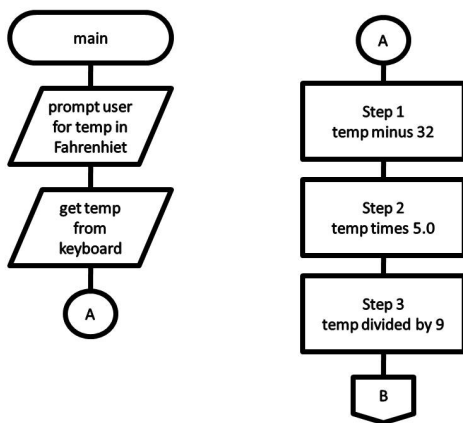 main
prompt user
for temp in
Fahrenhiet
get temp
from
keyboard
A
A
Step 1
temp minus 32
Step 2
temp times 5.0
Step 3
temp divided by 9
B